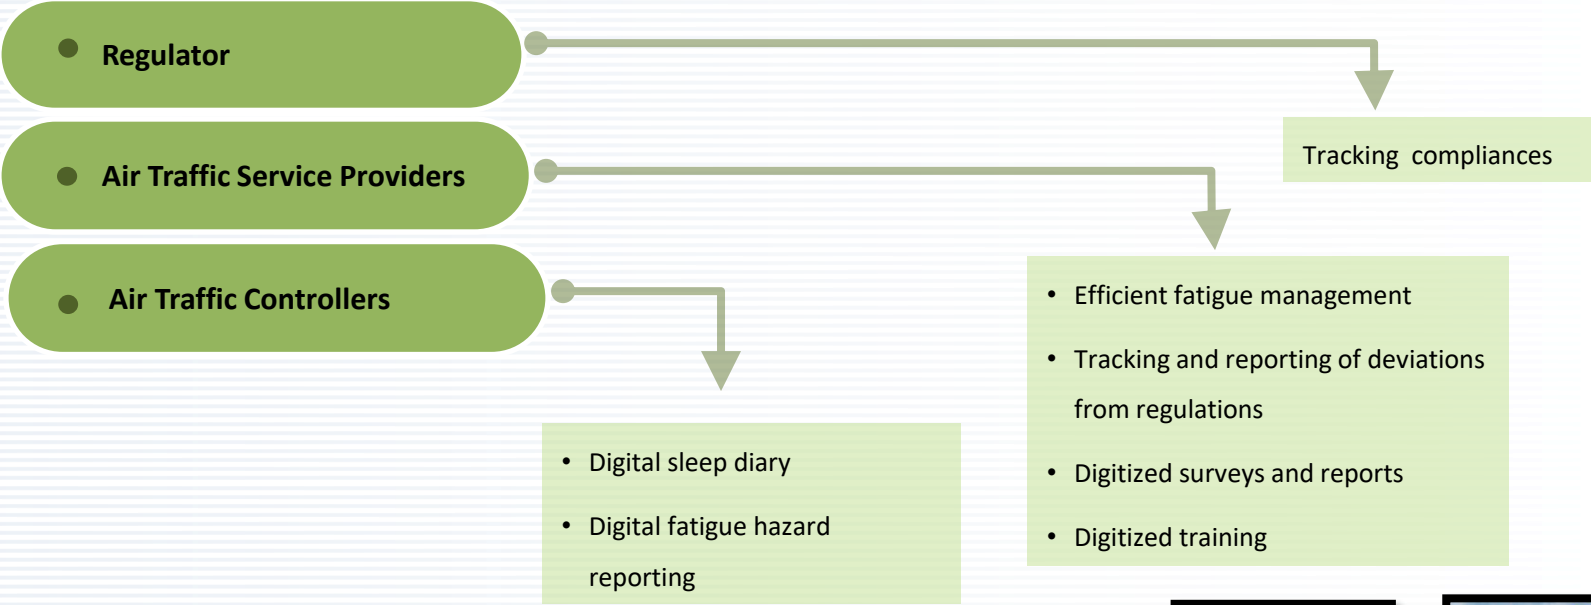 Regulator
Tracking compliances
Air Traffic Service Providers
Air Traffic Controllers
• Efficient fatigue management
• Tracking and reporting of deviations
from regulations
• Digitized surveys and reports
• Digitized training
• Digital sleep diary
• Digital fatigue hazard
reporting